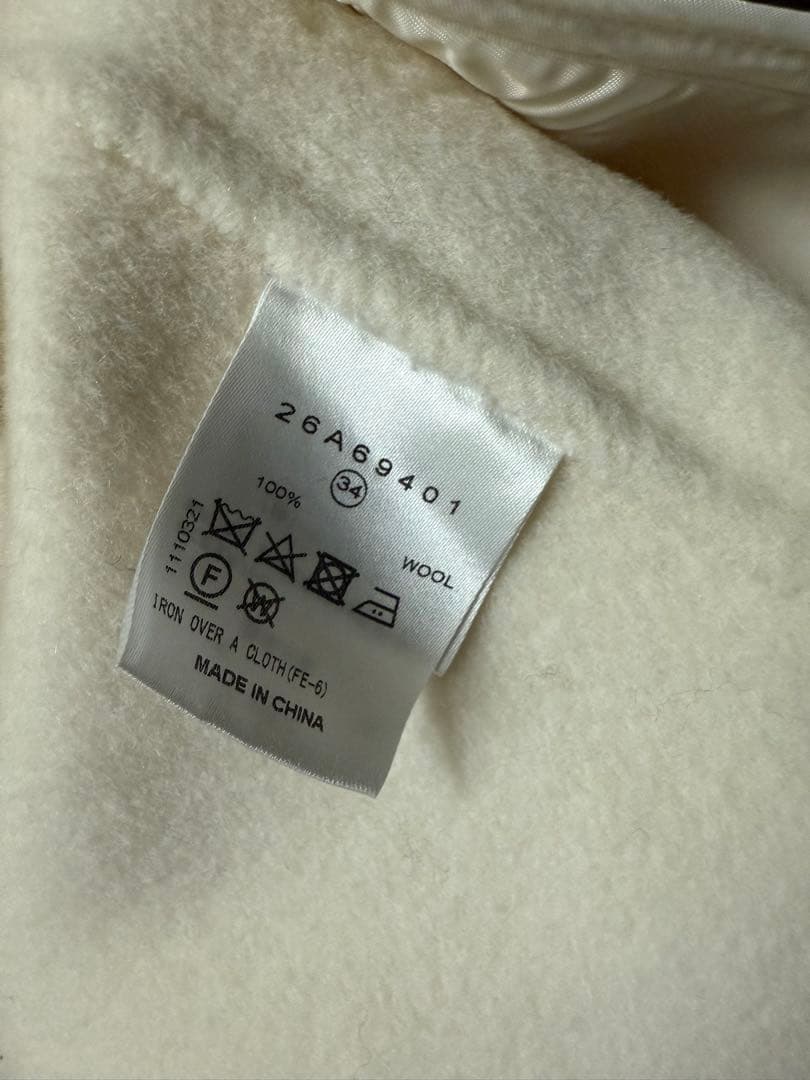 26A69401
34
100% WOOL
1110321
F
W
IRON OVER A CLOTH(FE-6)
MADE IN CHINA